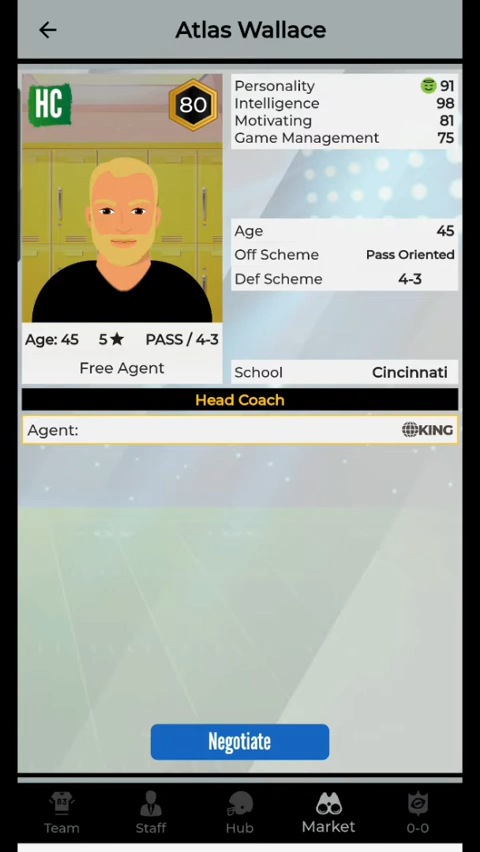 Atlas Wallace
HC
80
Personality 91
Intelligence 98
Motivating 81
Game Management 75
Age 45
Off Scheme Pass Oriented
Def Scheme 4-3
Age: 45 5★ PASS / 4-3
Free Agent
School Cincinnati
Head Coach
Agent: KING
Negotiate
83
Team Staff Hub Market 0-0